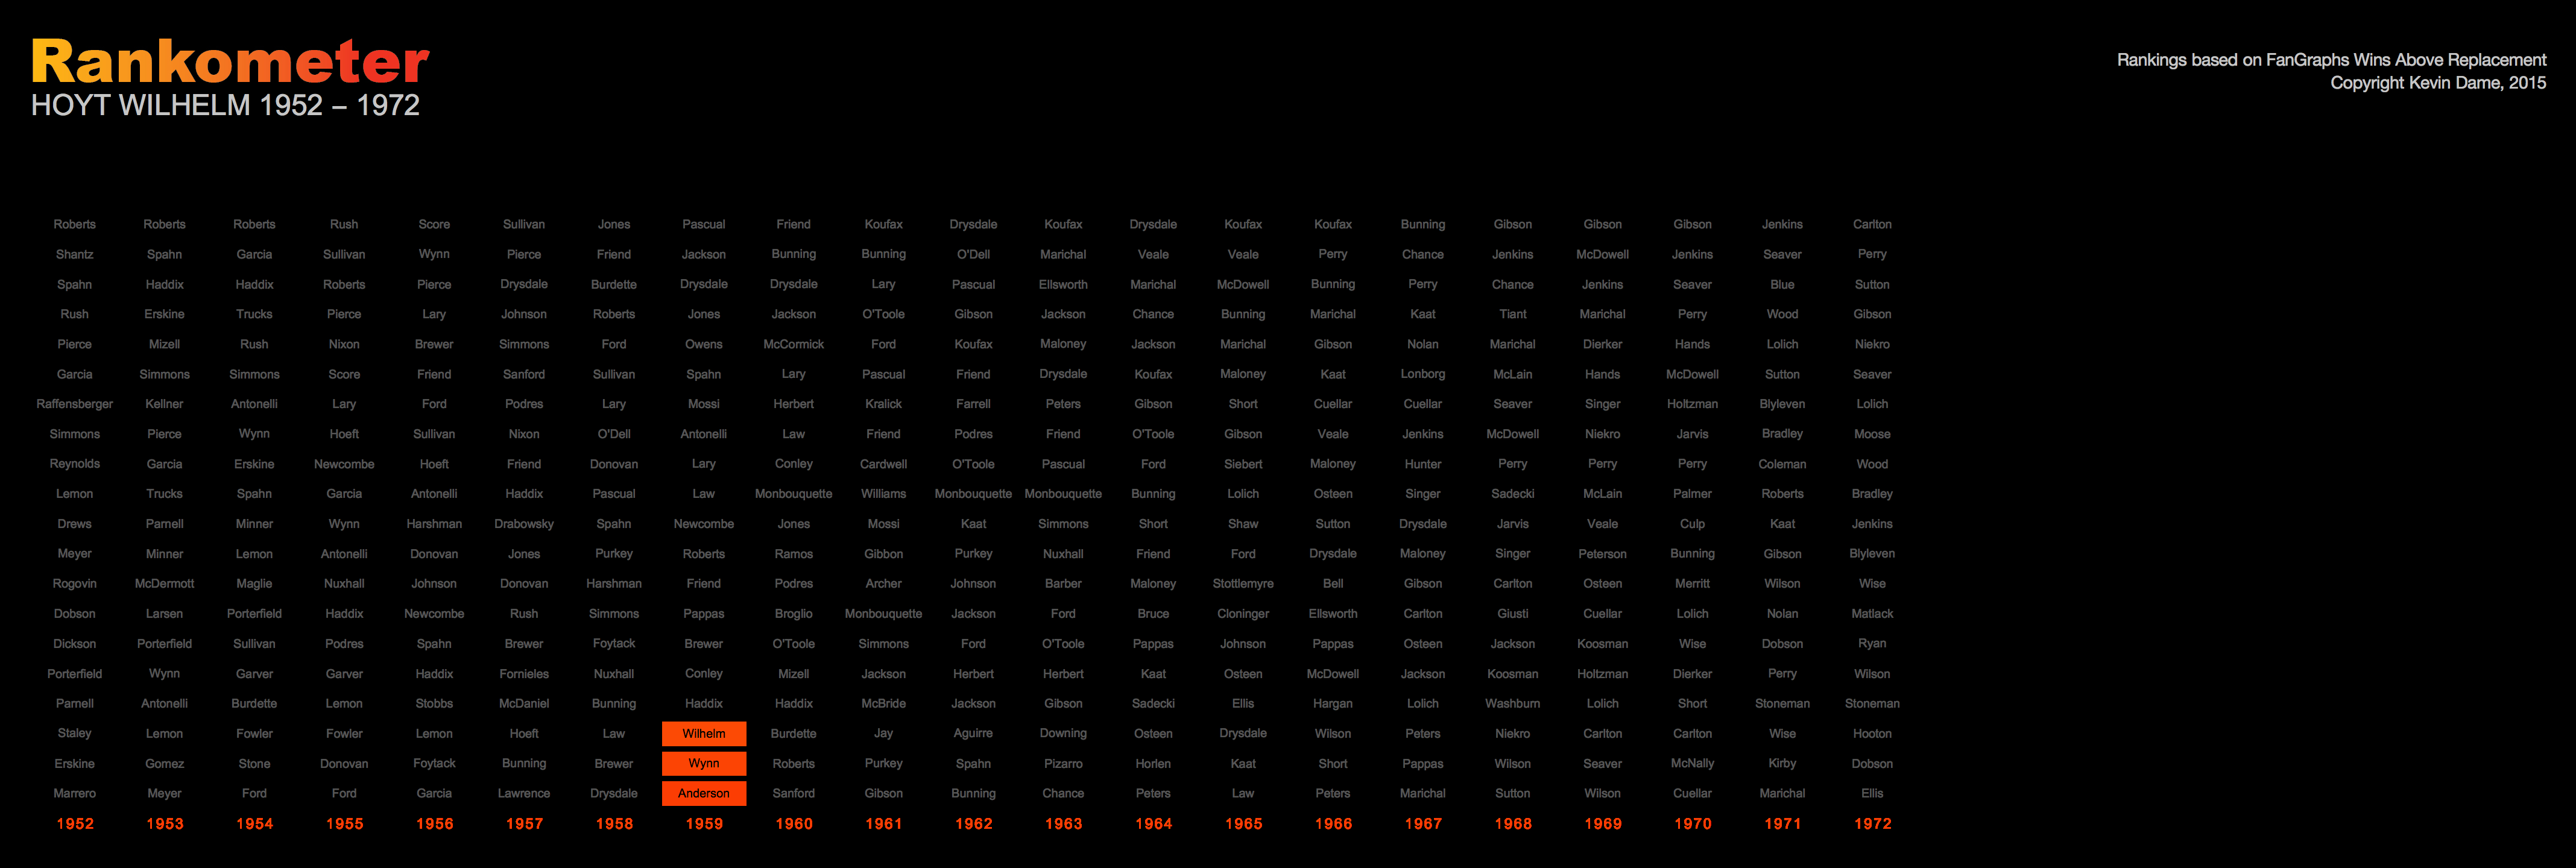 Rankometer
HOYT WILHELM 1952 – 1972
Rankings based on FanGraphs Wins Above Replacement
Copyright Kevin Dame, 2015
Roberts Roberts Roberts Rush Score Sullivan Jones Pascual Friend Koufax Drysdale Koufax Drysdale Koufax Koufax Bunning Gibson Gibson Gibson Jenkins Carlton
Shantz Spahn Garcia Sullivan Wynn Pierce Friend Jackson Bunning Bunning O'Dell Marichal Veale Veale Perry Chance Jenkins McDowell Jenkins Seaver Perry
Spahn Haddix Haddix Roberts Pierce Drysdale Burdette Drysdale Drysdale Lary Pascual Ellsworth Marichal McDowell Bunning Perry Chance Jenkins Seaver Blue Sutton
Rush Erskine Trucks Pierce Lary Johnson Roberts Jones Jackson O'Toole Gibson Jackson Chance Bunning Marichal Kaat Tiant Marichal Perry Wood Gibson
Pierce Mizell Rush Nixon Brewer Simmons Ford Owens McCormick Ford Koufax Maloney Jackson Marichal Gibson Nolan Marichal Dierker Hands Lolich Niekro
Garcia Simmons Simmons Score Friend Sanford Sullivan Spahn Lary Pascual Friend Drysdale Koufax Maloney Kaat Lonborg McLain Hands McDowell Sutton Seaver
Raffensberger Kellner Antonelli Lary Ford Podres Lary Mossi Herbert Kralick Farrell Peters Gibson Short Cuellar Cuellar Seaver Singer Holtzman Blyleven Lolich
Simmons Pierce Wynn Hoeft Sullivan Nixon O'Dell Antonelli Law Friend Podres Friend O'Toole Gibson Veale Jenkins McDowell Niekro Jarvis Bradley Moose
Reynolds Garcia Erskine Newcombe Hoeft Friend Donovan Lary Conley Cardwell O'Toole Pascual Ford Siebert Maloney Hunter Perry Perry Perry Coleman Wood
Lemon Trucks Spahn Garcia Antonelli Haddix Pascual Law Monbouquette Williams Monbouquette Monbouquette Bunning Lolich Osteen Singer Sadecki McLain Palmer Roberts Bradley
Drews Parnell Minner Wynn Harshman Drabowsky Spahn Newcombe Jones Mossi Kaat Simmons Short Shaw Sutton Drysdale Jarvis Veale Culp Kaat Jenkins
Meyer Minner Lemon Antonelli Donovan Jones Purkey Roberts Ramos Gibbon Purkey Nuxhall Friend Ford Drysdale Maloney Singer Peterson Bunning Gibson Blyleven
Rogovin McDermott Maglie Nuxhall Johnson Donovan Harshman Friend Podres Archer Johnson Barber Maloney Stottlemyre Bell Gibson Carlton Osteen Merritt Wilson Wise
Dobson Larsen Porterfield Haddix Newcombe Rush Simmons Pappas Broglio Monbouquette Jackson Ford Bruce Cloninger Ellsworth Carlton Giusti Cuellar Lolich Nolan Matlack
Dickson Porterfield Sullivan Podres Spahn Brewer Foytack Brewer O'Toole Simmons Ford O'Toole Pappas Johnson Pappas Osteen Jackson Koosman Wise Dobson Ryan
Porterfield Wynn Garver Garver Haddix Fornieles Nuxhall Conley Mizell Jackson Herbert Herbert Kaat Osteen McDowell Jackson Koosman Holtzman Dierker Perry Wilson
Parnell Antonelli Burdette Lemon Stobbs McDaniel Bunning Haddix Haddix McBride Jackson Gibson Sadecki Ellis Hargan Lolich Washburn Lolich Short Stoneman Stoneman
Staley Lemon Fowler Fowler Lemon Hoeft Law Wilhelm Burdette Jay Aguirre Downing Osteen Drysdale Wilson Peters Niekro Carlton Carlton Wise Hooton
Erskine Gomez Stone Donovan Foytack Bunning Brewer Wynn Roberts Purkey Spahn Pizarro Horlen Kaat Short Pappas Wilson Seaver McNally Kirby Dobson
Marrero Meyer Ford Ford Garcia Lawrence Drysdale Anderson Sanford Gibson Bunning Chance Peters Law Peters Marichal Sutton Wilson Cuellar Marichal Ellis
1952 1953 1954 1955 1956 1957 1958 1959 1960 1961 1962 1963 1964 1965 1966 1967 1968 1969 1970 1971 1972